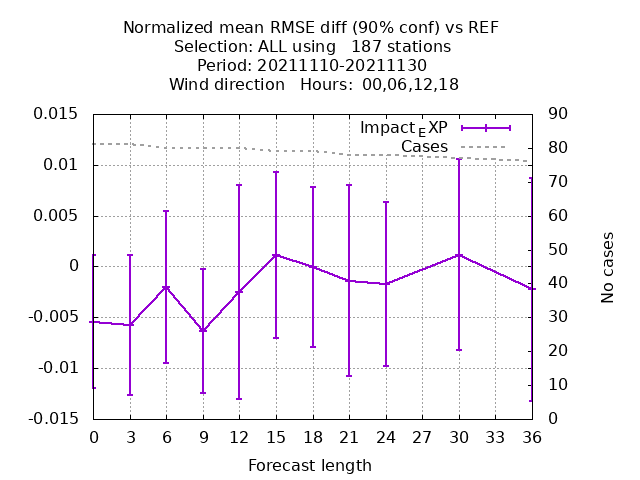 Normalized mean RMSE diff (90% conf) vs REF
Selection: ALL using   187 stations
Period: 20211110-20211130
Wind direction   Hours:  00,06,12,18
Impact_EXP
Cases
0.015
0.01
0.005
0
-0.005
-0.01
-0.015
90
80
70
60
50
40
30
20
10
0
No cases
0 3 6 9 12 15 18 21 24 27 30 33 36
Forecast length